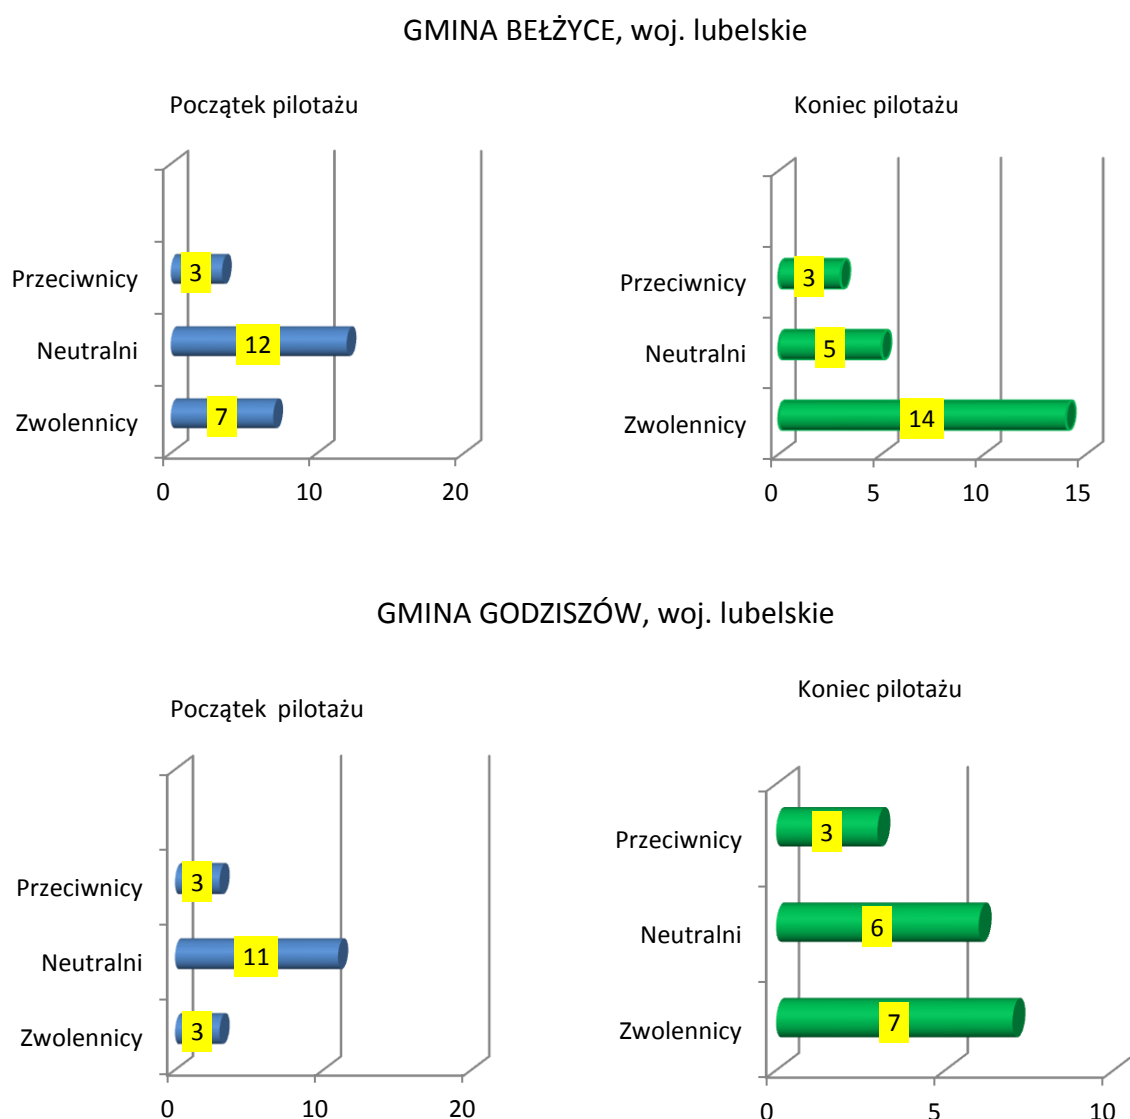 GMINA BEŁŻYCE, woj. lubelskie
Początek pilotażu
Przeciwnicy 3
Neutralni 12
Zwolennicy 7
0 10 20
Koniec pilotażu
Przeciwnicy 3
Neutralni 5
Zwolennicy 14
0 5 10 15
GMINA GODZISZÓW, woj. lubelskie
Początek pilotażu
Przeciwnicy 3
Neutralni 11
Zwolennicy 3
0 10 20
Koniec pilotażu
Przeciwnicy 3
Neutralni 6
Zwolennicy 7
0 5 10